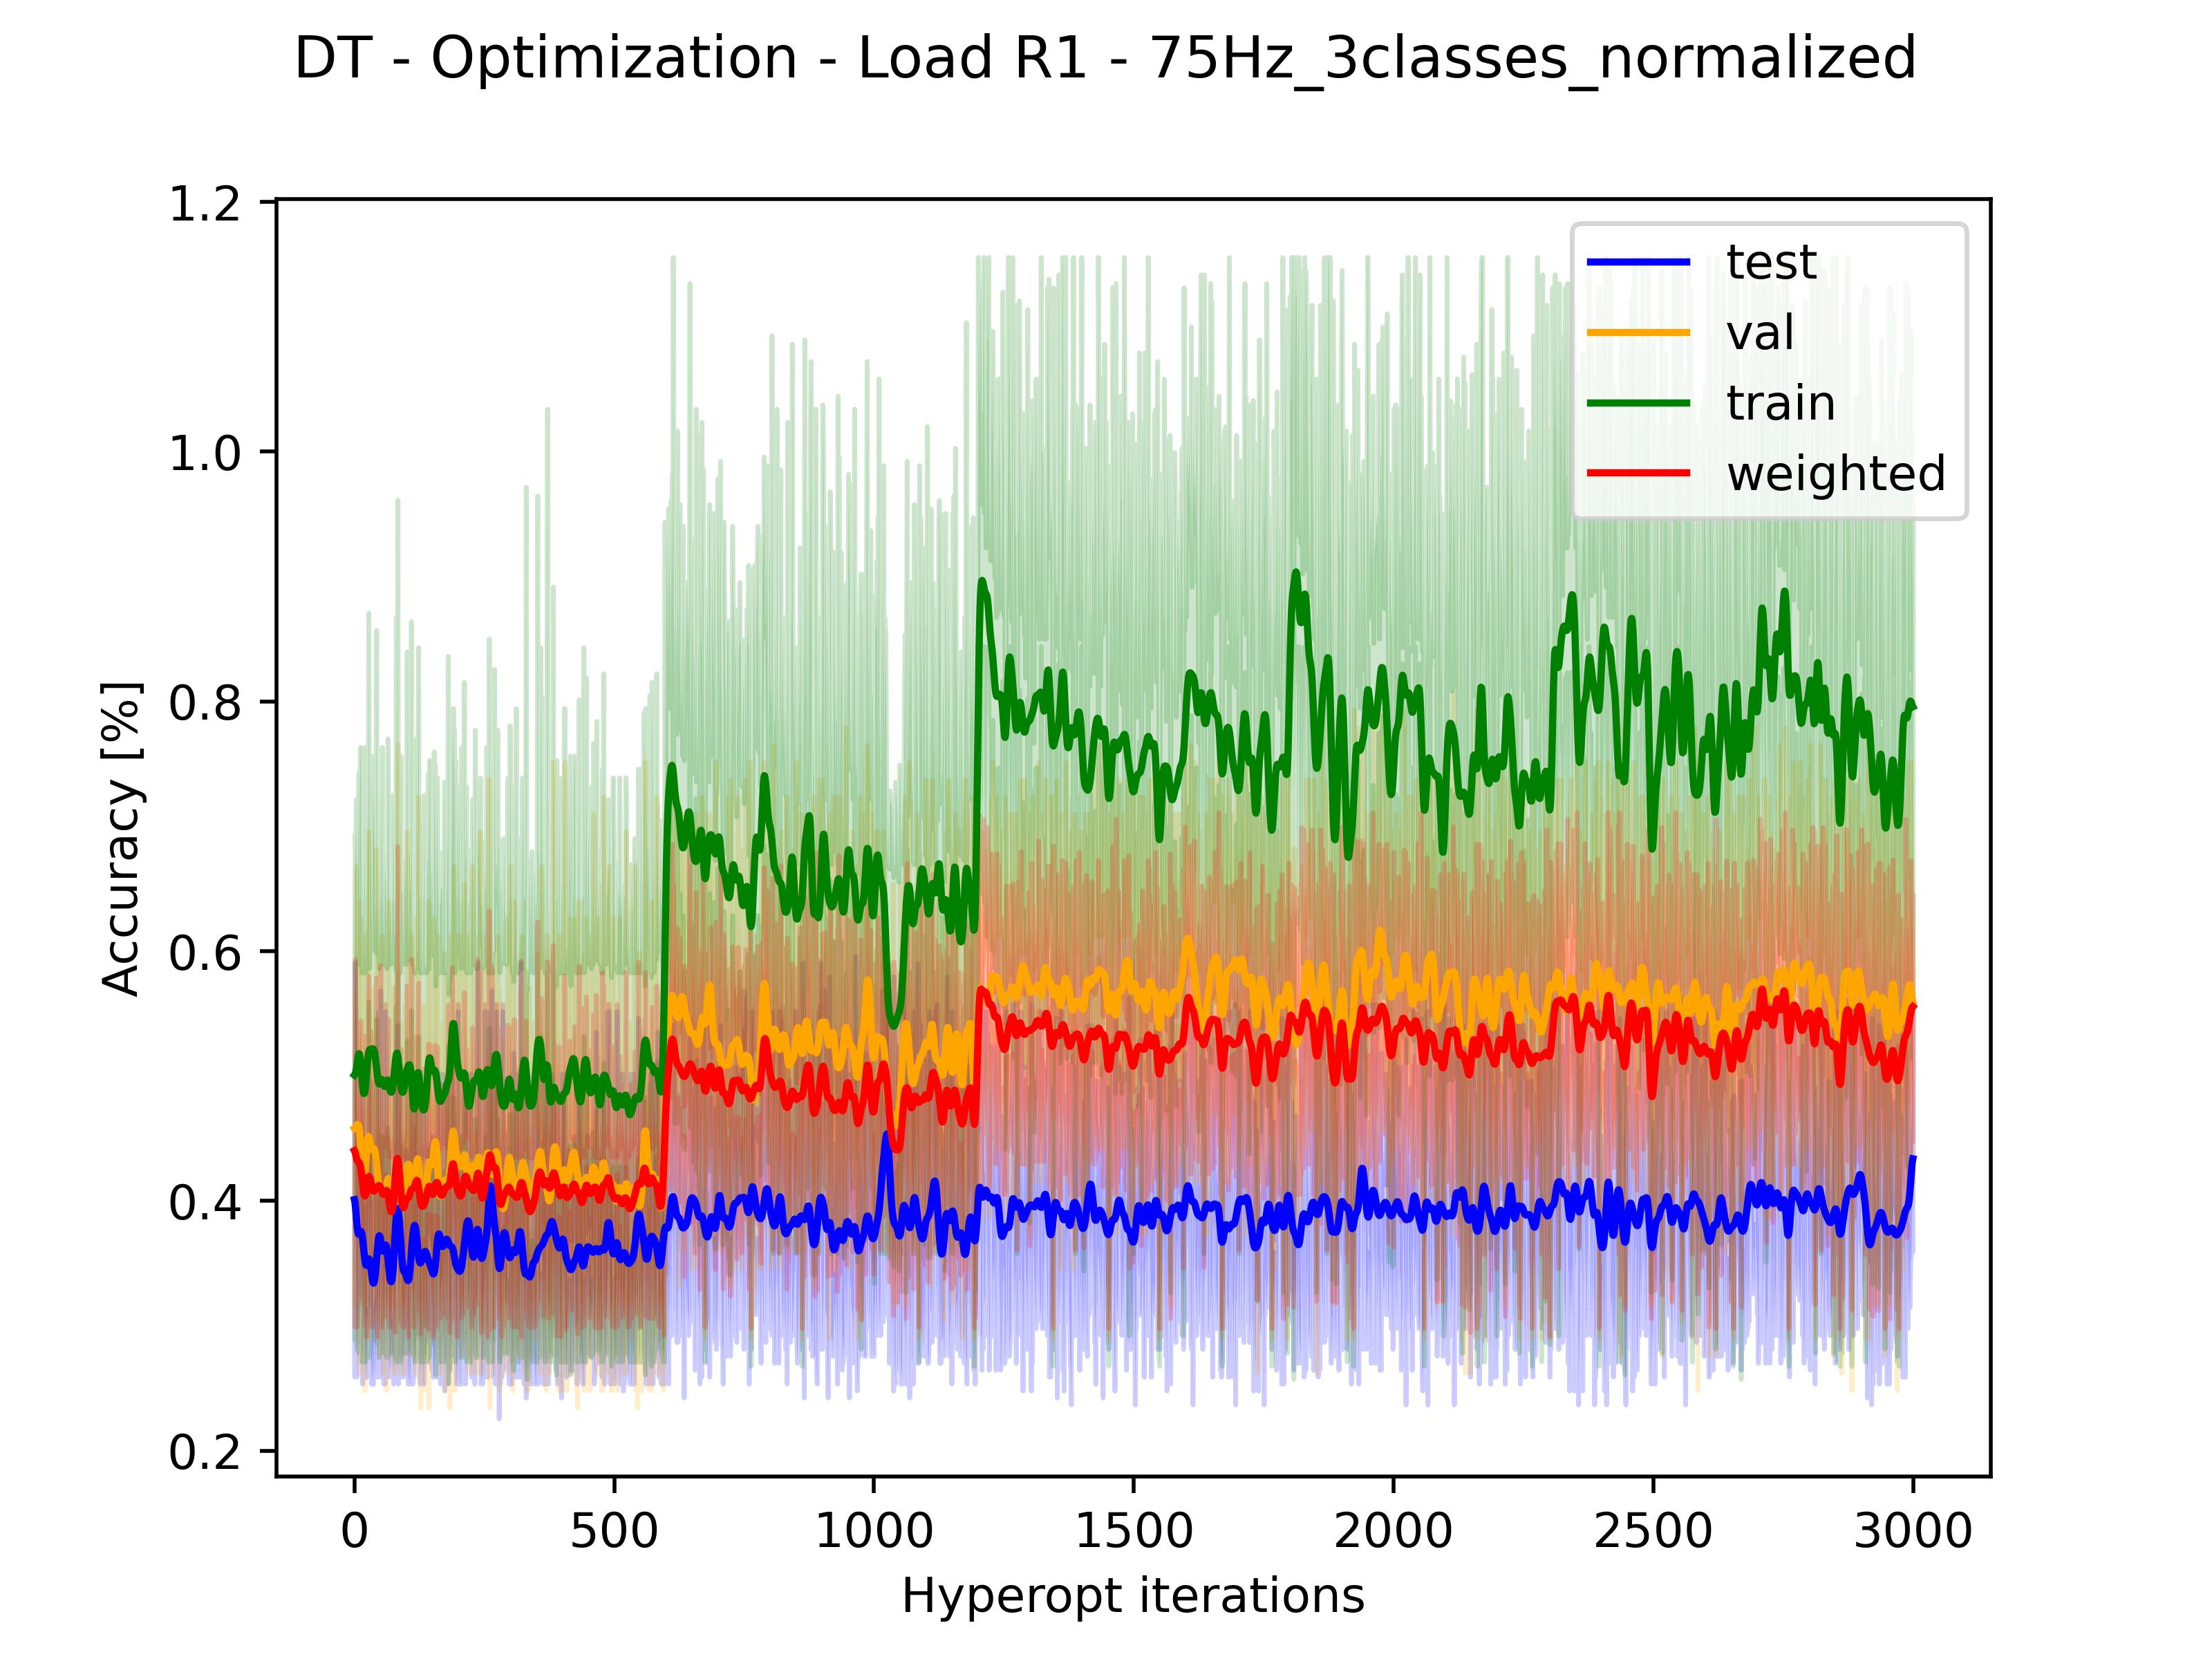 DT - Optimization - Load R1 - 75Hz_3classes_normalized
1.2
1.0
0.8
0.6
0.4
0.2
Accuracy [%]
test
val
train
weighted
0 500 1000 1500 2000 2500 3000
Hyperopt iterations